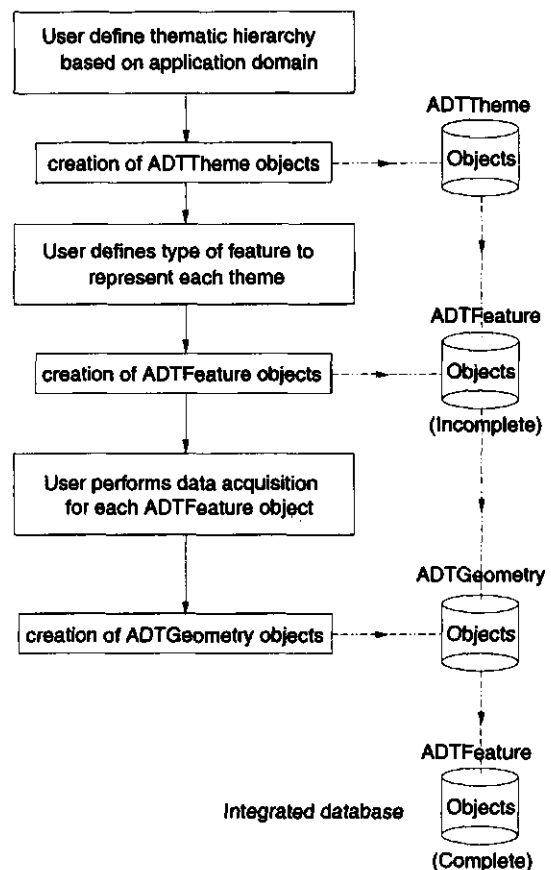 User define thematic hierarchy
based on application domain
ADTTheme
creation of ADTTheme objects
Objects
User defines type of feature to
represent each theme
ADTFeature
creation of ADTFeature objects
Objects
(Incomplete)
User performs data acquisition
for each ADTFeature object
ADTGeometry
creation of ADTGeometry objects
Objects
ADTFeature
Integrated database
Objects
(Complete)